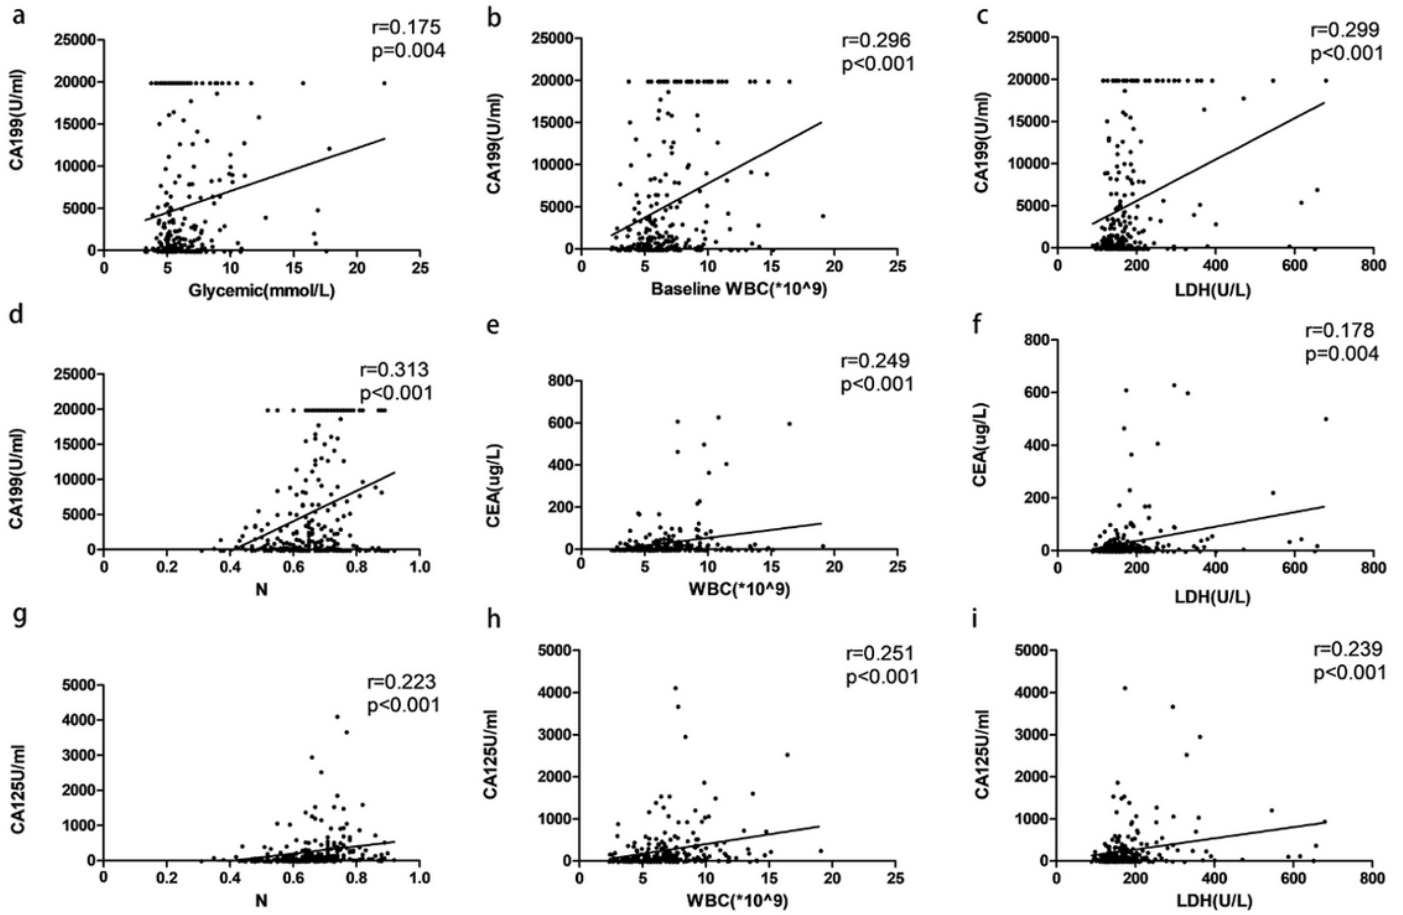 a
r=0.175
p=0.004
CA199(U/ml)
25000
20000
15000
10000
5000
0
0 5 10 15 20 25
Glycemic(mmol/L)
b
r=0.296
p<0.001
CA199(U/ml)
25000
20000
15000
10000
5000
0
0 5 10 15 20 25
Baseline WBC(*10^9)
c
r=0.299
p<0.001
CA199(U/ml)
25000
20000
15000
10000
5000
0
0 200 400 600 800
LDH(U/L)
d
r=0.313
p<0.001
CA199(U/ml)
25000
20000
15000
10000
5000
0
0 0.2 0.4 0.6 0.8 1.0
N
e
r=0.249
p<0.001
CEA(ug/L)
800
600
400
200
0
0 5 10 15 20 25
WBC(*10^9)
f
r=0.178
p=0.004
CEA(ug/L)
800
600
400
200
0
0 200 400 600 800
LDH(U/L)
g
r=0.223
p<0.001
CA125U/ml
5000
4000
3000
2000
1000
0
0 0.2 0.4 0.6 0.8 1.0
N
h
r=0.251
p<0.001
CA125U/ml
5000
4000
3000
2000
1000
0
0 5 10 15 20 25
WBC(*10^9)
i
r=0.239
p<0.001
CA125U/ml
5000
4000
3000
2000
1000
0
0 200 400 600 800
LDH(U/L)